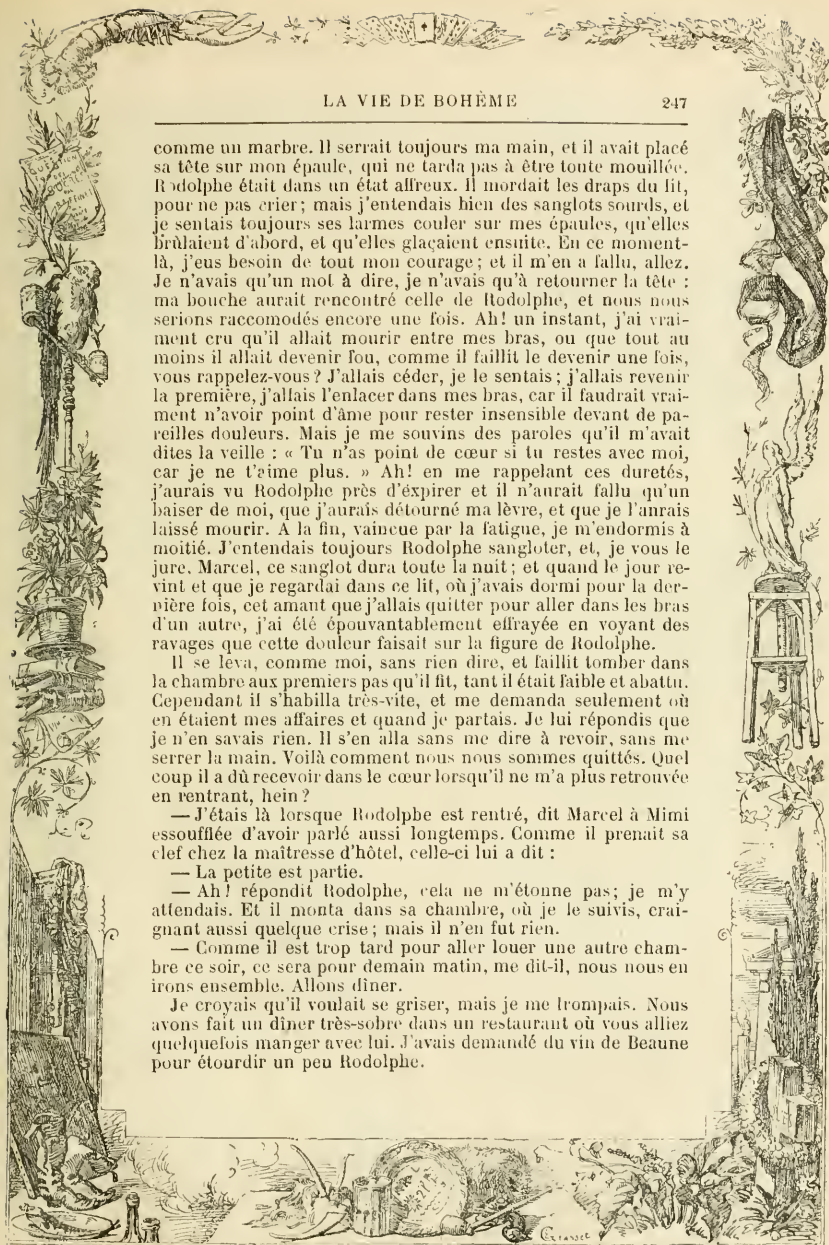 LA VIE DE BOHÈME 247
comme un marbre. Il serrait toujours ma main, et il avait placé
sa tête sur mon épaule, qui ne tarda pas à être toute mouillée.
Rodolphe était dans un état affreux. Il mordait les draps du lit,
pour ne pas crier ; mais j'entendais bien des sanglots sourds, et
je sentais toujours ses larmes couler sur mes épaules, qu'elles
brûlaient d'abord, et qu'elles glaçaient ensuite. En ce moment-
là, j'eus besoin de tout mon courage ; et il m'en a fallu, allez.
Je n'avais qu'un mot à dire, je n'avais qu'à retourner la tête :
ma bouche aurait rencontré celle de Rodolphe, et nous nous
serions raccomodés encore une fois. Ah! un instant, j'ai vrai-
ment cru qu'il allait mourir entre mes bras, ou que tout au
moins il allait devenir fou, comme il faillit le devenir une fois,
vous rappelez-vous ? J'allais céder, je le sentais ; j'allais revenir
la première, j'allais l'enlacer dans mes bras, car il faudrait vrai-
ment n'avoir point d'âme pour rester insensible devant de pa-
reilles douleurs. Mais je me souvins des paroles qu'il m'avait
dites la veille : « Tu n'as point de cœur si tu restes avec moi,
car je ne t'aime plus. » Ah! en me rappelant ces duretés,
j'aurais vu Rodolphe près d'éxpirer et il n'aurait fallu qu'un
baiser de moi, que j'aurais détourné ma lèvre, et que je l'aurais
laissé mourir. A la fin, vaincue par la fatigue, je m'endormis à
moitié. J'entendais toujours Rodolphe sangloter, et, je vous le
jure, Marcel, ce sanglot dura toute la nuit ; et quand le jour re-
vint et que je regardai dans ce lit, où j'avais dormi pour la der-
nière fois, cet amant que j'allais quitter pour aller dans les bras
d'un autre, j'ai été épouvantablement effrayée en voyant des
ravages que cette douleur faisait sur la figure de Rodolphe.
Il se leva, comme moi, sans rien dire, et faillit tomber dans
la chambre aux premiers pas qu'il fit, tant il était faible et abattu.
Cependant il s'habilla très-vite, et me demanda seulement où
en étaient mes affaires et quand je partais. Je lui répondis que
je n'en savais rien. Il s'en alla sans me dire à revoir, sans me
serrer la main. Voilà comment nous nous sommes quittés. Quel
coup il a dû recevoir dans le cœur lorsqu'il ne m'a plus retrouvée
en rentrant, hein ?
— J'étais là lorsque Rodolphe est rentré, dit Marcel à Mimi
essoufflée d'avoir parlé aussi longtemps. Comme il prenait sa
clef chez la maîtresse d'hôtel, celle-ci lui a dit :
— La petite est partie.
— Ah! répondit Rodolphe, cela ne m'étonne pas ; je m'y
attendais. Et il monta dans sa chambre, où je le suivis, crai-
gnant aussi quelque crise ; mais il n'en fut rien.
— Comme il est trop tard pour aller louer une autre cham-
bre ce soir, ce sera pour demain matin, me dit-il, nous nous en
irons ensemble. Allons dîner.
Je croyais qu'il voulait se griser, mais je me trompais. Nous
avons fait un dîner très-sobre dans un restaurant où vous alliez
quelquefois manger avec lui. J'avais demandé du vin de Beaune
pour étourdir un peu Rodolphe.